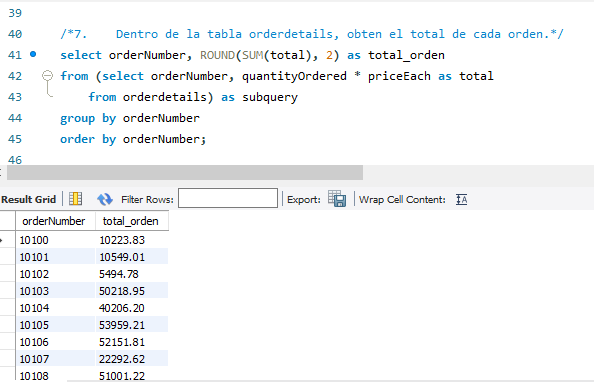 39
40 /*7. Dentro de la tabla orderdetails, obten el total de cada orden.*/
41 select orderNumber, ROUND(SUM(total), 2) as total_orden
42 from (select orderNumber, quantityOrdered * priceEach as total
43 from orderdetails) as subquery
44 group by orderNumber
45 order by orderNumber;
46
Result Grid Filter Rows: Export: Wrap Cell Content:
orderNumber total_orden
10100 10223.83
10101 10549.01
10102 5494.78
10103 50218.95
10104 40206.20
10105 53959.21
10106 52151.81
10107 22292.62
10108 51001.22